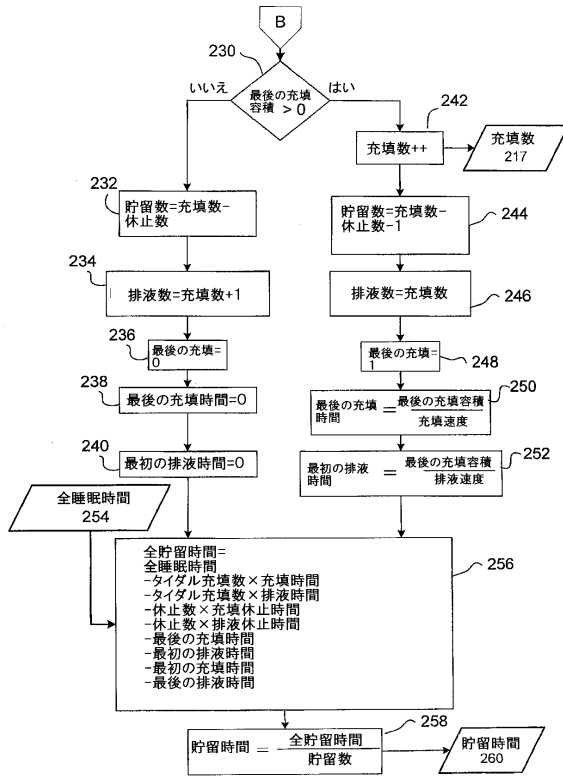 B
230
いいえ
最後の充填
容積 > 0
はい
242
充填数++
充填数
217
232
貯留数=充填数-
休止数
貯留数=充填数-
休止数-1
244
234
排液数=充填数+1
排液数=充填数
246
236
最後の充填=
0
最後の充填=
1
248
238
最後の充填時間=0
最後の充填
時間
=
最後の充填容積
充填速度
250
240
最初の排液時間=0
最初の排液
時間
=
最後の充填容積
排液速度
252
全睡眠時間
254
全貯留時間=
全睡眠時間
-タイダル充填数×充填時間
-タイダル充填数×排液時間
-休止数×充填休止時間
-休止数×排液休止時間
-最後の充填時間
-最初の排液時間
-最初の充填時間
-最後の排液時間
256
258
貯留時間 =
全貯留時間
貯留数
貯留時間
260